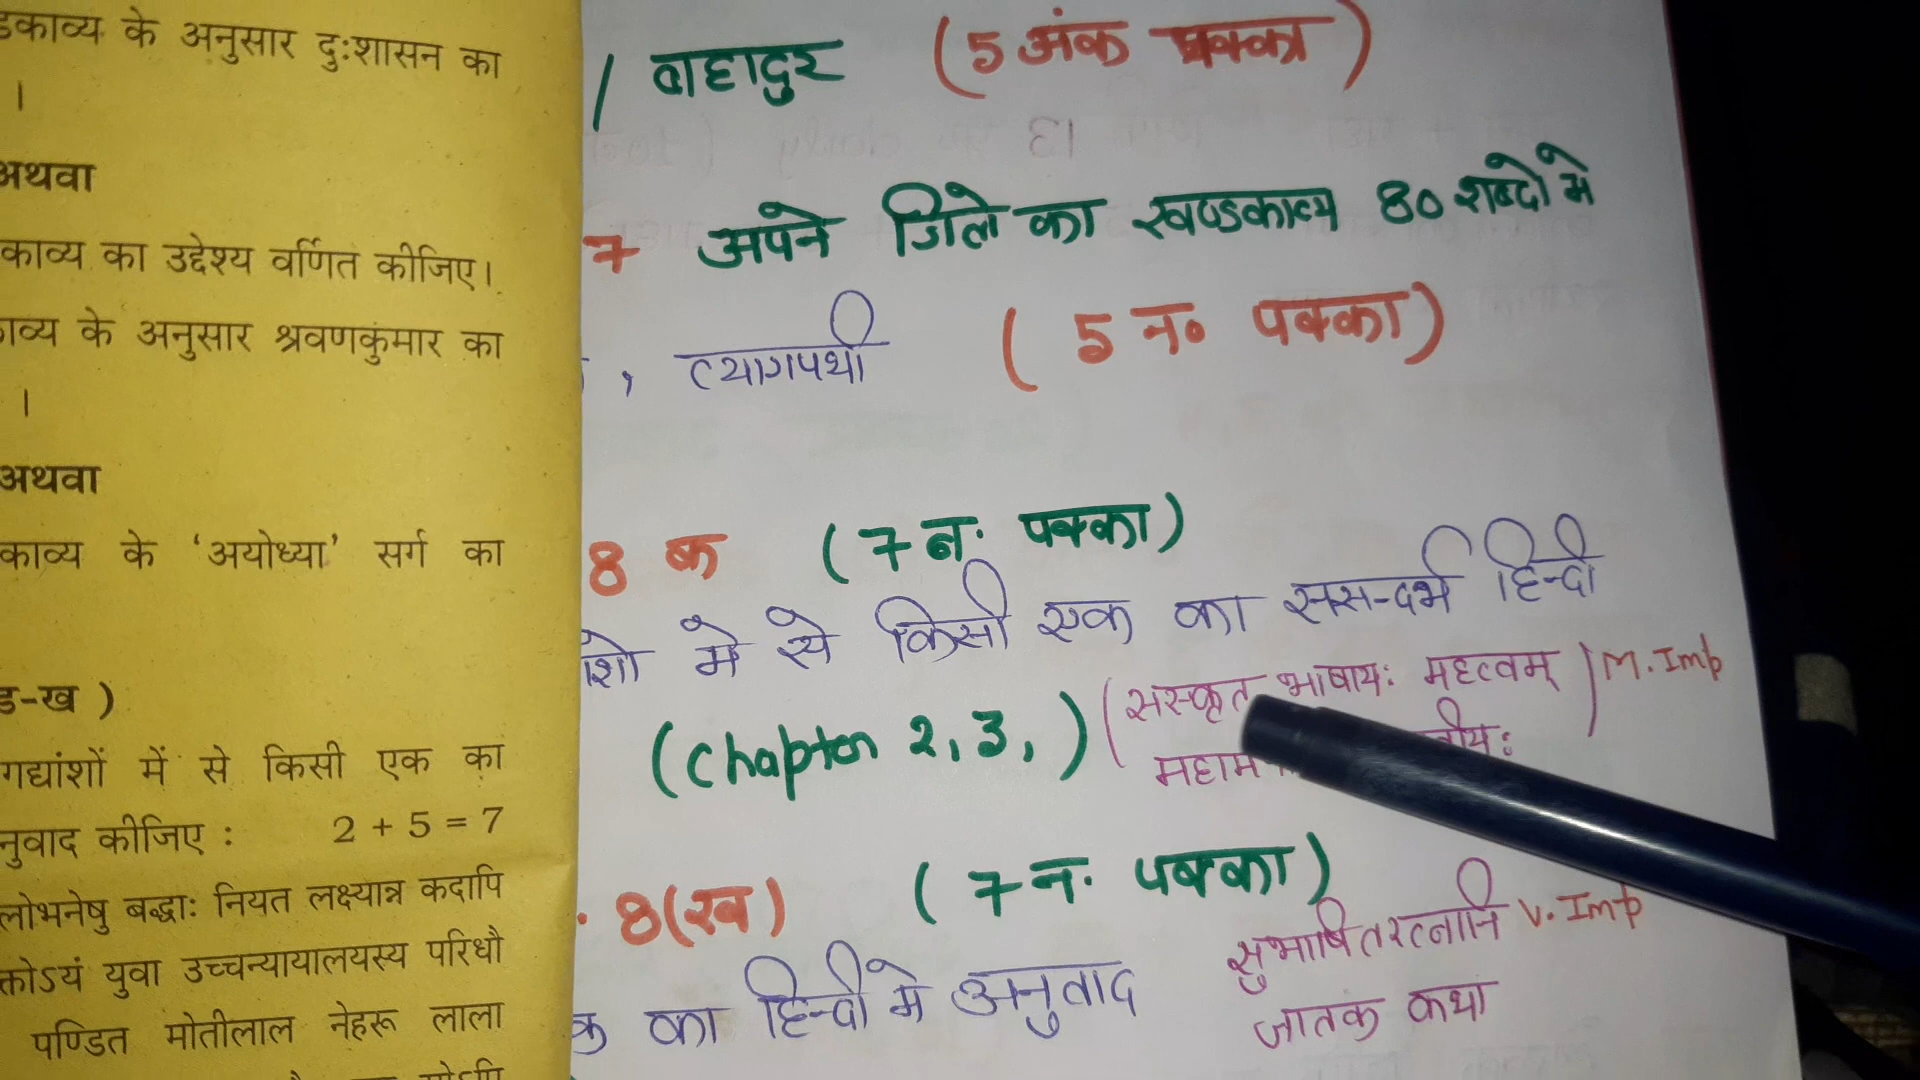 डकाव्य के अनुसार दुःशासन का
।
अथवा
काव्य का उद्देश्य वर्णित कीजिए।
ाव्य के अनुसार श्रवणकुमार का
।
अथवा
काव्य के 'अयोध्या' सर्ग का
ड-ख )
गद्यांशों में से किसी एक का
नुवाद कीजिए : 2 + 5 = 7
लोभनेषु बद्धाः नियत लक्ष्यान्न कदापि
क्तोऽयं युवा उच्चन्यायालयस्य परिधौ
पण्डित मोतीलाल नेहरू लाला
/ बाहादुर (5 अंक पक्का)
7 अपने जिले का खण्डकाव्य 80 शब्दो मे
, त्यागपथी (5 न० पक्का)
8 क (7 न. पक्का)
शो मे से किसी एक का ससन्दर्भ हिन्दी
(Chapter 2, 3, ) (संस्कृत भाषायः महत्वम् ) M. Imp
8(ख) (7 न. पक्का)
सुभाषितरत्नानि V. Imp
क का हिन्दी मे अनुवाद
जातक कथा